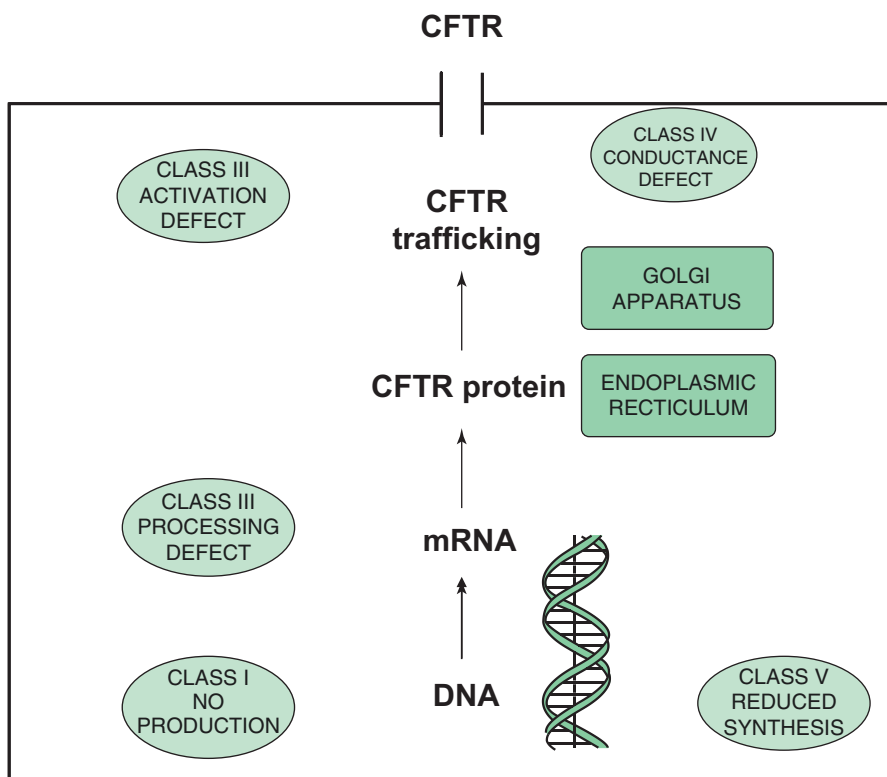 CFTR
CLASS III
ACTIVATION
DEFECT
CLASS IV
CONDUCTANCE
DEFECT
CFTR
trafficking
GOLGI
APPARATUS
CFTR protein
ENDOPLASMIC
RECTICULUM
CLASS III
PROCESSING
DEFECT
mRNA
CLASS I
NO
PRODUCTION
DNA
CLASS V
REDUCED
SYNTHESIS